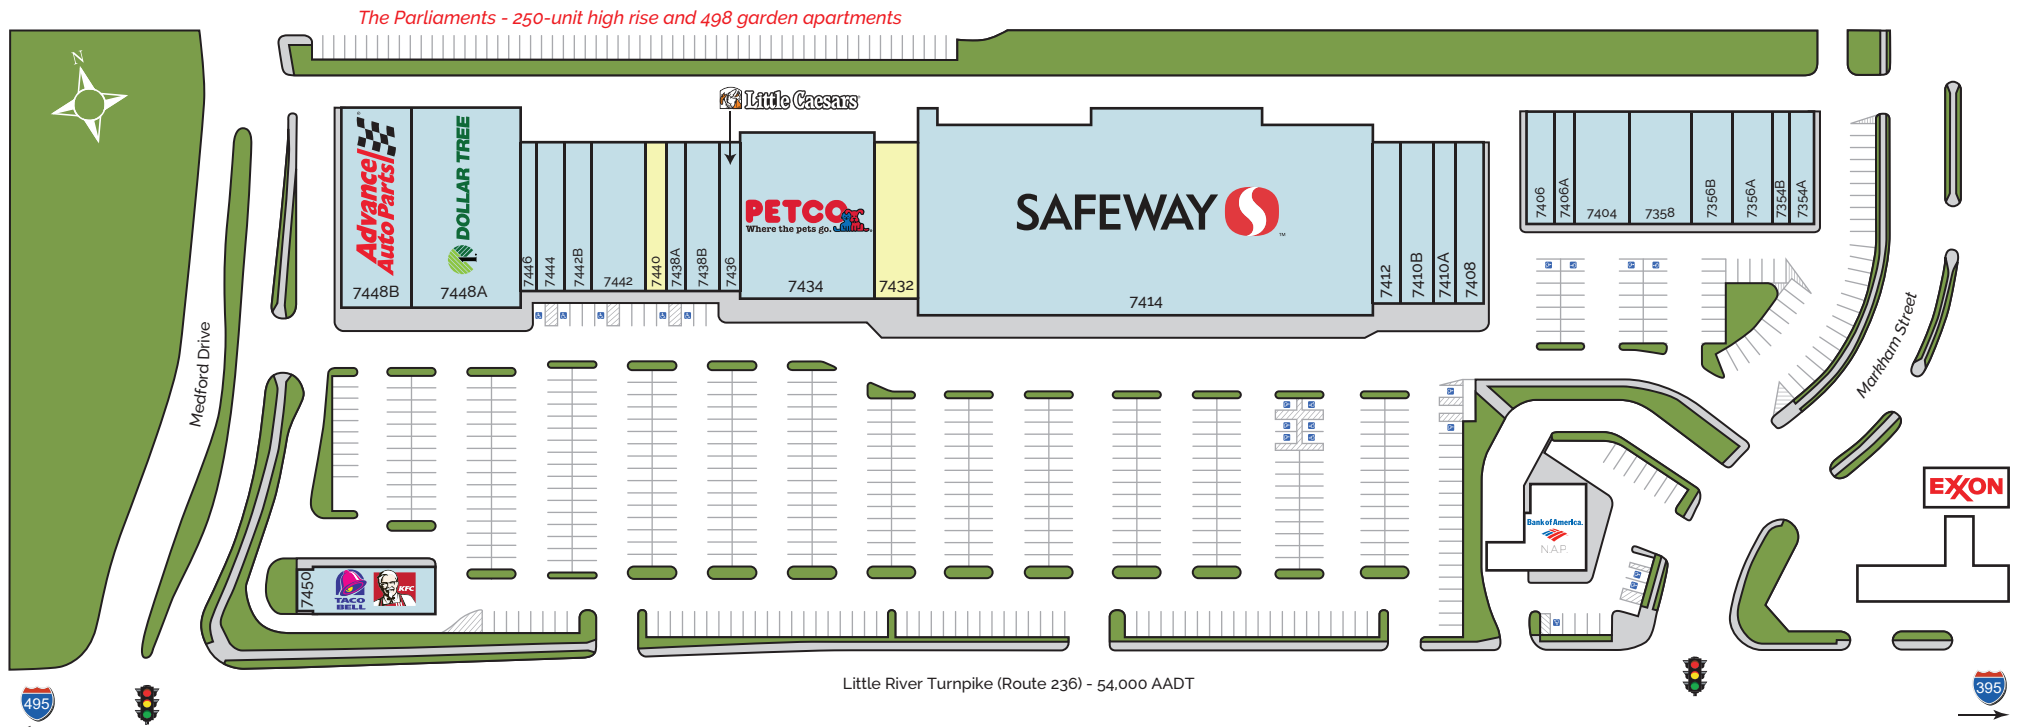 The Parliaments - 250-unit high rise and 498 garden apartments
N
Little Caesars
Advance Auto Parts
7448B
DOLLAR TREE
7448A
7446
7444
7442B
7442
7440
7438A
7438B
7436
PETCO
Where the pets go.
7434
7432
SAFEWAY
7414
7412
7410B
7410A
7408
7406
7406A
7404
7358
7356B
7356A
7354B
7354A
Medford Drive
Markham Street
EXXON
Bank of America.
N.A.P.
7450
TACO
BELL
KFC
Little River Turnpike (Route 236) - 54,000 AADT
495
395